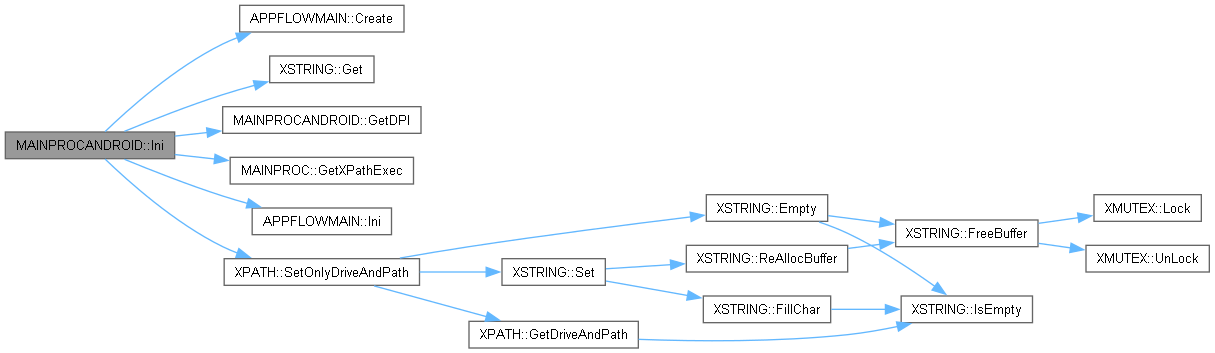 MAINPROCANDROID::Ini
APPFLOWMAIN::Create
XSTRING::Get
MAINPROCANDROID::GetDPI
MAINPROC::GetXPathExec
APPFLOWMAIN::Ini
XPATH::SetOnlyDriveAndPath
XSTRING::Empty
XSTRING::Set
XPATH::GetDriveAndPath
XSTRING::ReAllocBuffer
XSTRING::FillChar
XSTRING::FreeBuffer
XSTRING::IsEmpty
XMUTEX::Lock
XMUTEX::UnLock